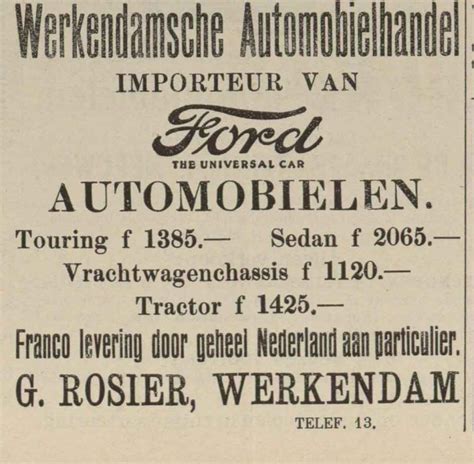 Werkendamsche Automobielhandel
IMPORTEUR VAN
Ford
THE UNIVERSAL CAR
AUTOMOBIELEN.
Touring f 1385.— Sedan f 2065.—
Vrachtwagenchassis f 1120.—
Tractor f 1425.—
Franco levering door geheel Nederland aan particulier.
G. ROSIER, WERKENDAM
TELEF. 13.